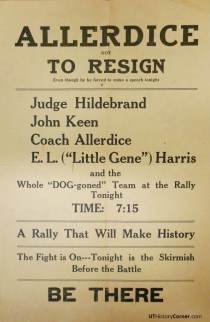 ALLERDICE
NOT
TO RESIGN
Even though he be forced to make a speech tonight
Judge Hildebrand
John Keen
Coach Allerdice
E. L. ("Little Gene") Harris
and the
Whole "DOG-goned" Team at the Rally
Tonight
TIME: 7:15
A Rally That Will Make History
The Fight is On---Tonight is the Skirmish
Before the Battle
BE THERE
UTHistoryCorner.com